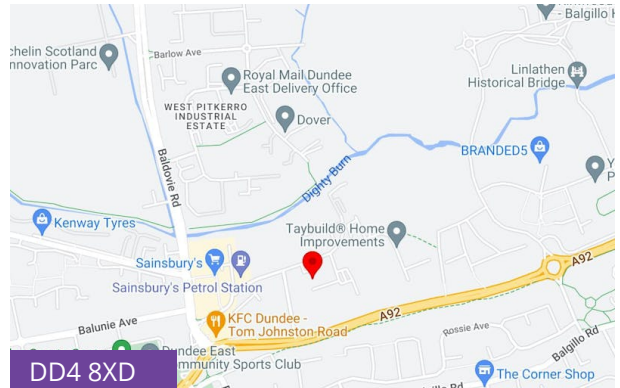 - Balgillo
chelin Scotland
nnovation Parc
Barlow Ave
Royal Mail Dundee
East Delivery Office
Linlathen
Historical Bridge
WEST PITKERRO
INDUSTRIAL
ESTATE
Dover
BRANDED5
Baldovie Rd
Dighty Burn
Kenway Tyres
Taybuild® Home
Improvements
Sainsbury's
A92
Sainsbury's Petrol Station
A92
KFC Dundee -
Tom Johnston Road
Balunie Ave
Rossie Ave
Balgillo Rd
Dundee East
Community Sports Club
DD4 8XD
The Corner Shop
Balgillo Rd